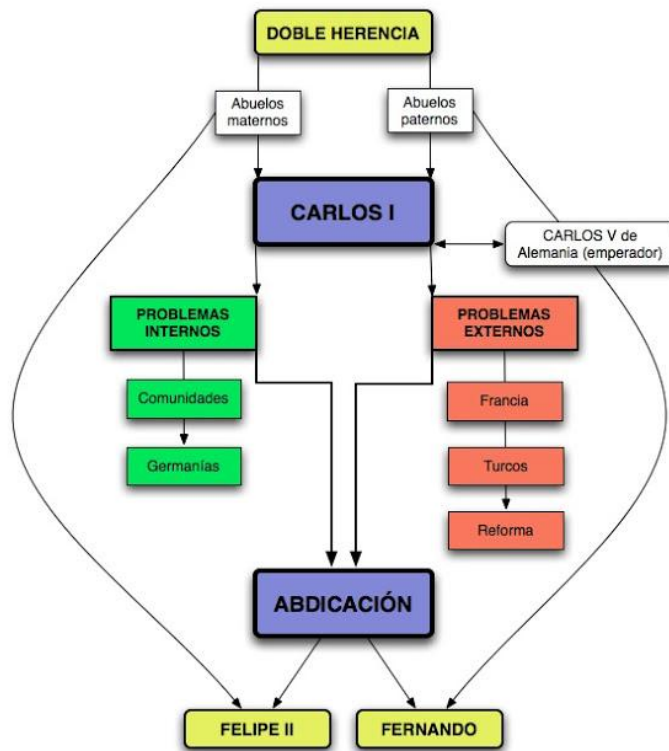 DOBLE HERENCIA
Abuelos
maternos
Abuelos
paternos
CARLOS I
CARLOS V de
Alemania (emperador)
PROBLEMAS
INTERNOS
PROBLEMAS
EXTERNOS
Comunidades
Francia
Germanías
Turcos
Reforma
ABDICACIÓN
FELIPE II
FERNANDO